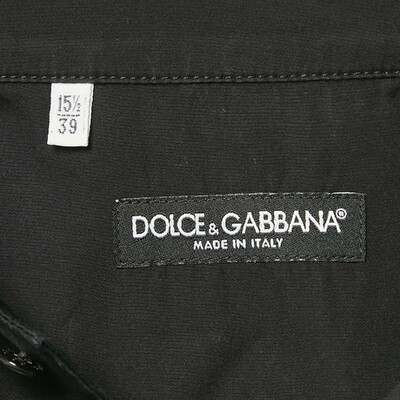 15½
39
DOLCE & GABBANA®
MADE IN ITALY